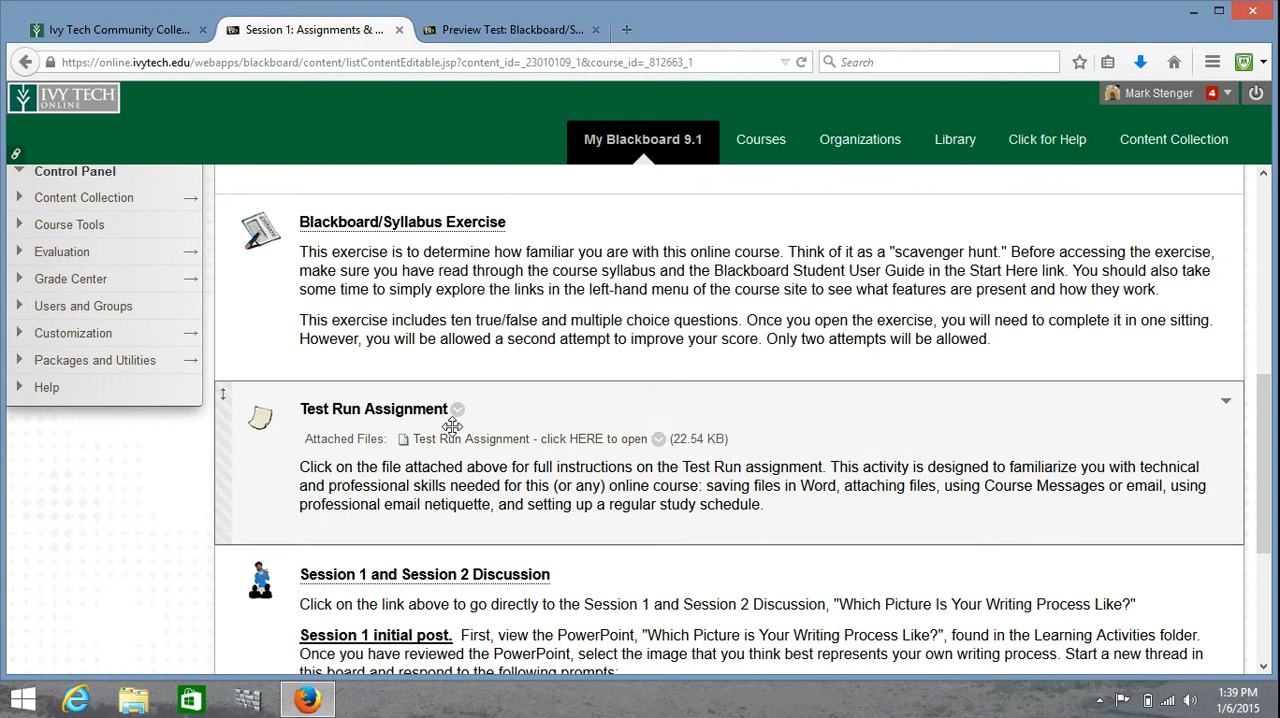 Ivy Tech Community Colle...
Session 1: Assignments & ...
Preview Test: Blackboard/S...
https://online.ivytech.edu/webapps/blackboard/content/listContentEditable.jsp?content_id=_23010109_1&course_id=_812663_1
Search
IVY TECH
ONLINE
Mark Stenger
4
My Blackboard 9.1
Courses
Organizations
Library
Click for Help
Content Collection
Control Panel
Content Collection
Course Tools
Evaluation
Grade Center
Users and Groups
Customization
Packages and Utilities
Help
Blackboard/Syllabus Exercise
This exercise is to determine how familiar you are with this online course. Think of it as a "scavenger hunt." Before accessing the exercise,
make sure you have read through the course syllabus and the Blackboard Student User Guide in the Start Here link. You should also take
some time to simply explore the links in the left-hand menu of the course site to see what features are present and how they work.
This exercise includes ten true/false and multiple choice questions. Once you open the exercise, you will need to complete it in one sitting.
However, you will be allowed a second attempt to improve your score. Only two attempts will be allowed.
Test Run Assignment
Attached Files: Test Run Assignment - click HERE to open (22.54 KB)
Click on the file attached above for full instructions on the Test Run assignment. This activity is designed to familiarize you with technical
and professional skills needed for this (or any) online course: saving files in Word, attaching files, using Course Messages or email, using
professional email netiquette, and setting up a regular study schedule.
Session 1 and Session 2 Discussion
Click on the link above to go directly to the Session 1 and Session 2 Discussion, "Which Picture Is Your Writing Process Like?"
Session 1 initial post. First, view the PowerPoint, "Which Picture is Your Writing Process Like?", found in the Learning Activities folder.
Once you have reviewed the PowerPoint, select the image that you think best represents your own writing process. Start a new thread in
this board and respond to the following prompts:
1:39 PM
1/6/2015